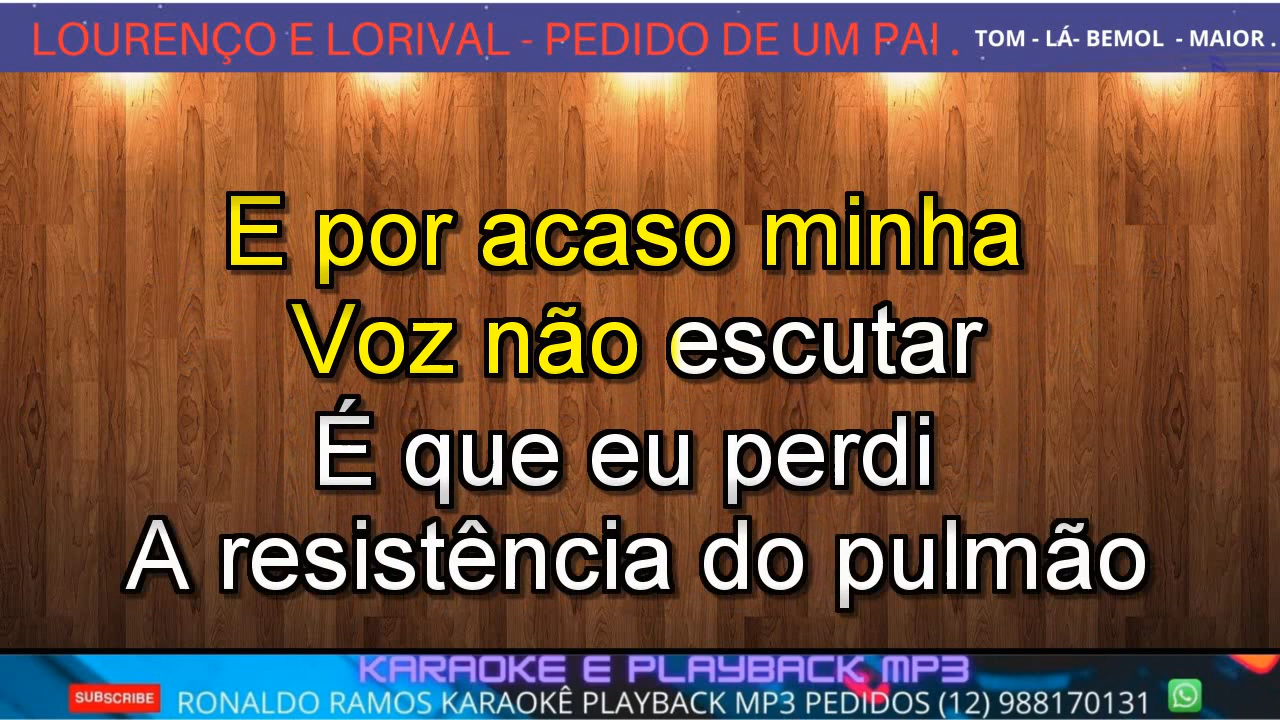 LOURENÇO E LORIVAL - PEDIDO DE UM PAI . TOM - LÁ- BEMOL - MAIOR .
E por acaso minha
Voz não escutar
É que eu perdi
A resistência do pulmão
KARAOKE E PLAYBACK MP3
SUBSCRIBE RONALDO RAMOS KARAOKÊ PLAYBACK MP3 PEDIDOS (12) 988170131